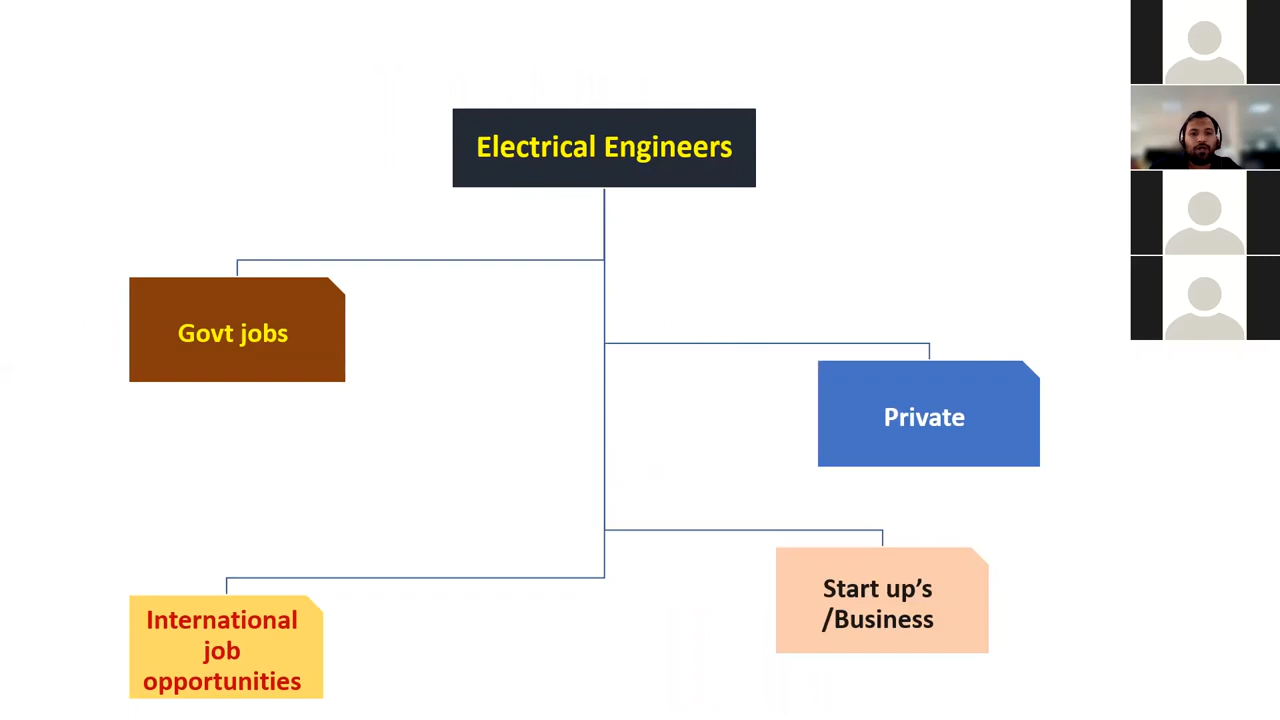 Electrical Engineers
Govt jobs
Private
Start up’s
/Business
International
job
opportunities